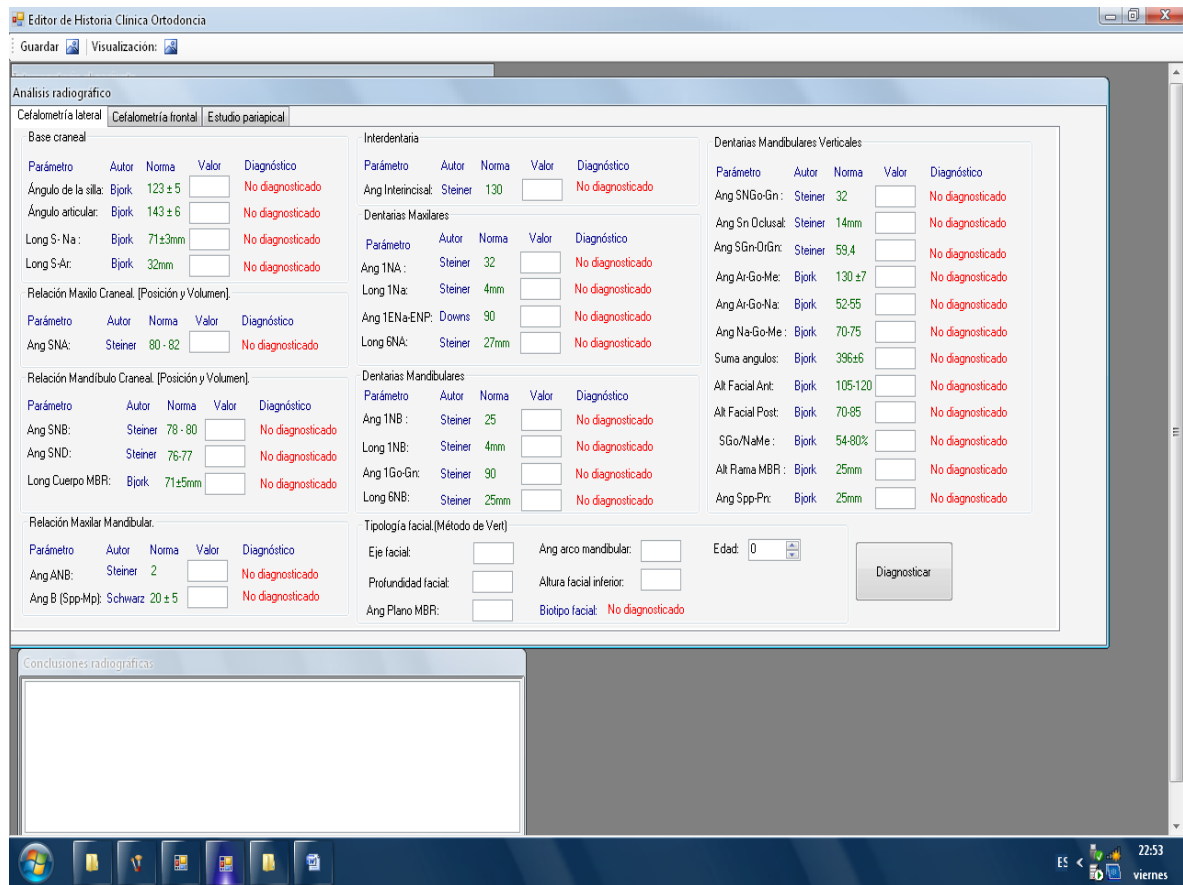 Editor de Historia Clinica Ortodoncia
Guardar Visualización:
Análisis radiográfico
Cefalometría lateral Cefalometría frontal Estudio pariapical
Base craneal
Parámetro Autor Norma Valor Diagnóstico
Ángulo de la silla: Bjork 123 ± 5 No diagnosticado
Ángulo articular: Bjork 143 ± 6 No diagnosticado
Long S- Na : Bjork 71±3mm No diagnosticado
Long S-Ar: Bjork 32mm No diagnosticado
Relación Maxilo Craneal. [Posición y Volumen].
Parámetro Autor Norma Valor Diagnóstico
Ang SNA: Steiner 80 - 82 No diagnosticado
Relación Mandíbulo Craneal. [Posición y Volumen].
Parámetro Autor Norma Valor Diagnóstico
Ang SNB: Steiner 78 - 80 No diagnosticado
Ang SND: Steiner 76-77 No diagnosticado
Long Cuerpo MBR: Bjork 71±5mm No diagnosticado
Relación Maxilar Mandibular.
Parámetro Autor Norma Valor Diagnóstico
Ang ANB: Steiner 2 No diagnosticado
Ang B (Spp-Mp): Schwarz 20 ± 5 No diagnosticado
Interdentaria
Parámetro Autor Norma Valor Diagnóstico
Ang Interincisal: Steiner 130 No diagnosticado
Dentarias Maxilares
Parámetro Autor Norma Valor Diagnóstico
Ang 1NA : Steiner 32 No diagnosticado
Long 1Na: Steiner 4mm No diagnosticado
Ang 1ENa-ENP: Downs 90 No diagnosticado
Long 6NA: Steiner 27mm No diagnosticado
Dentarias Mandibulares
Parámetro Autor Norma Valor Diagnóstico
Ang 1NB : Steiner 25 No diagnosticado
Long 1NB: Steiner 4mm No diagnosticado
Ang 1Go-Gn: Steiner 90 No diagnosticado
Long 6NB: Steiner 25mm No diagnosticado
Dentarias Mandibulares Verticales
Parámetro Autor Norma Valor Diagnóstico
Ang SNGo-Gn : Steiner 32 No diagnosticado
Ang Sn Oclusal: Steiner 14mm No diagnosticado
Ang SGn-OrGn: Steiner 59,4 No diagnosticado
Ang Ar-Go-Me: Bjork 130 ±7 No diagnosticado
Ang Ar-Go-Na: Bjork 52-55 No diagnosticado
Ang Na-Go-Me : Bjork 70-75 No diagnosticado
Suma angulos: Bjork 396±6 No diagnosticado
Alt Facial Ant: Bjork 105-120 No diagnosticado
Alt Facial Post: Bjork 70-85 No diagnosticado
SGo/NaMe : Bjork 54-80% No diagnosticado
Alt Rama MBR : Bjork 25mm No diagnosticado
Ang Spp-Pn: Bjork 25mm No diagnosticado
Tipología facial.(Método de Vert)
Eje facial: Ang arco mandibular: Edad: 0
Profundidad facial: Altura facial inferior:
Ang Plano MBR: Biotipo facial: No diagnosticado
Diagnosticar
Conclusiones radiograficas
ES < 22:53
viernes